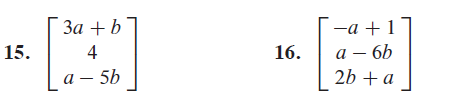 15. [3a + b
4
a − 5b]
16. [−a + 1
a − 6b
2b + a]